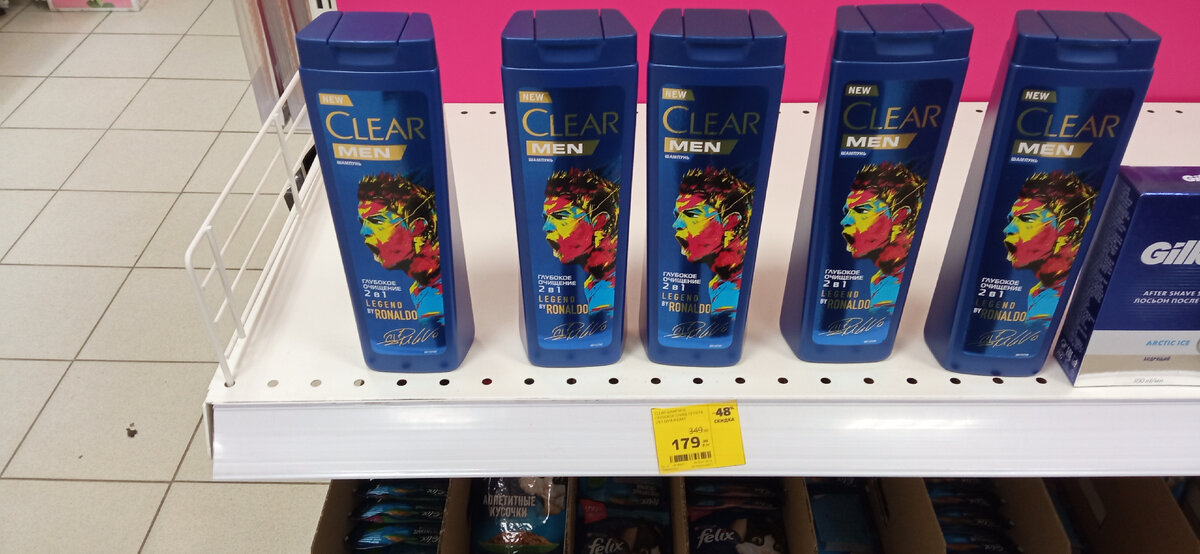 NEW
CLEAR
MEN
ШАМПУНЬ
ГЛУБОКОЕ
ОЧИЩЕНИЕ
2 в 1
LEGEND
BY RONALDO
NEW
CLEAR
MEN
ШАМПУНЬ
ГЛУБОКОЕ
ОЧИЩЕНИЕ
2 в 1
LEGEND
BY RONALDO
NEW
CLEAR
MEN
ШАМПУНЬ
ГЛУБОКОЕ
ОЧИЩЕНИЕ
2 в 1
LEGEND
BY RONALDO
NEW
CLEAR
MEN
ШАМПУНЬ
ГЛУБОКОЕ
ОЧИЩЕНИЕ
2 в 1
LEGEND
BY RONALDO
NEW
CLEAR
MEN
ШАМПУНЬ
ГЛУБОКОЕ
ОЧИЩЕНИЕ
2 в 1
LEGEND
BY RONALDO
AFTER SHAVE
ЛОСЬОН ПОСЛЕ
ARCTIC ICE
100 ml/мл
48%
СКИДКА
349
179
АППЕТИТНЫЕ
КУСОЧКИ
felix
felix